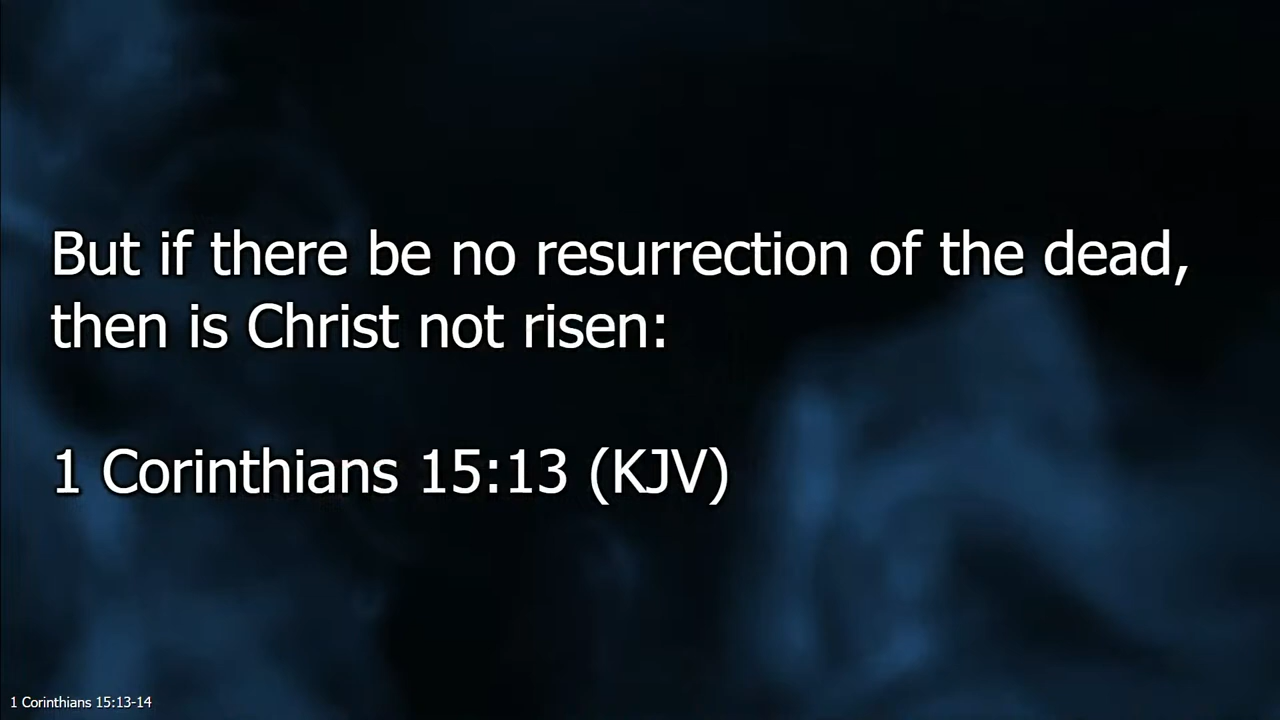 But if there be no resurrection of the dead,
then is Christ not risen:
1 Corinthians 15:13 (KJV)
1 Corinthians 15:13-14